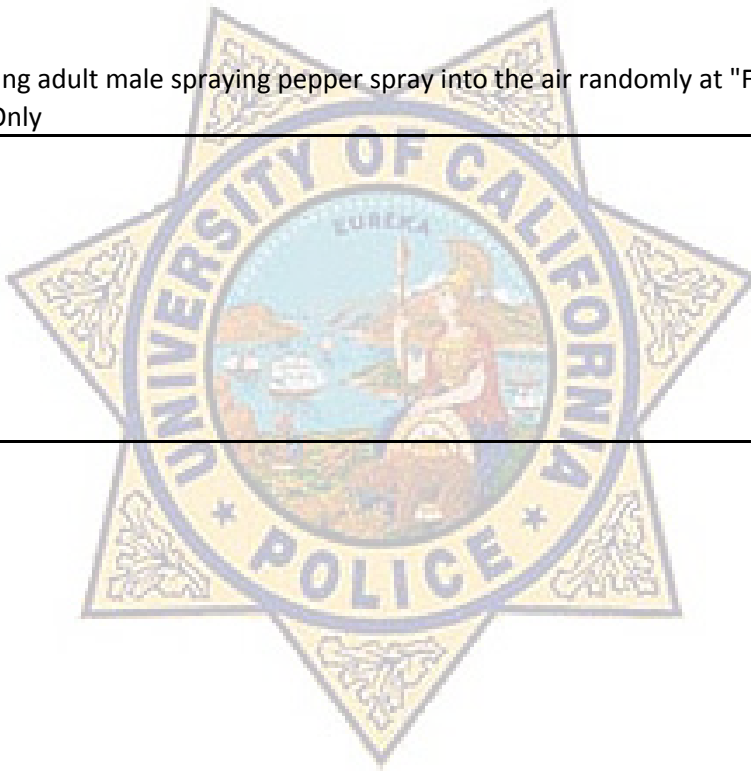 ng adult male spraying pepper spray into the air randomly at "F
Only
UNIVERSITY OF CALIFORNIA
EUREKA
★ POLICE ★